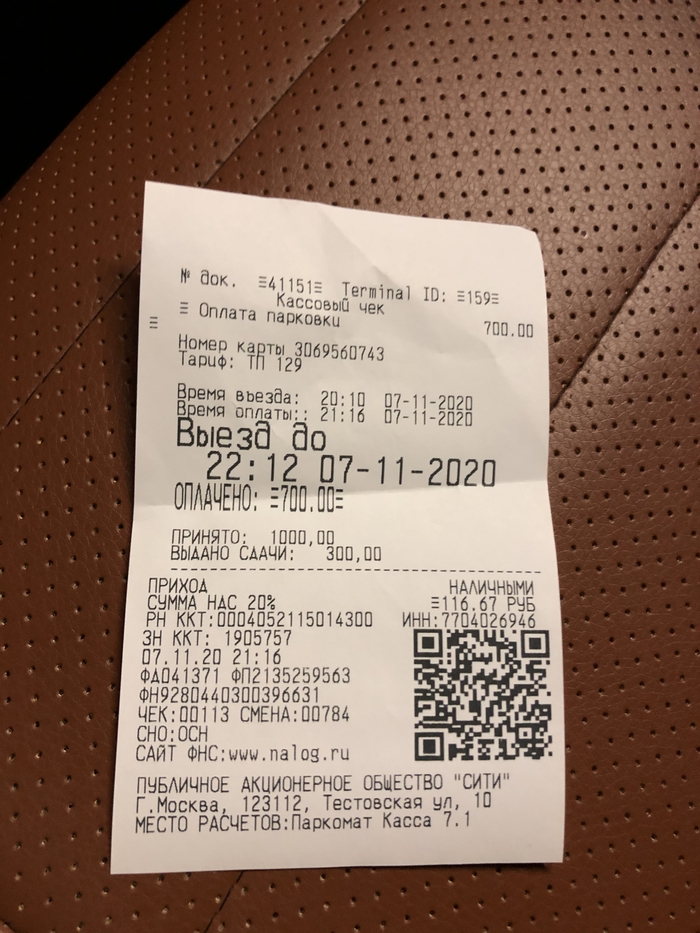 № док. ≡41151≡ Terminal ID: ≡159≡
Кассовый чек
≡ Оплата парковки 700.00
≡
Номер карты 3069560743
Тариф: ТП 129
Время въезда: 20:10 07-11-2020
Время оплаты:: 21:16 07-11-2020
Выезд до
22:12 07-11-2020
ОПЛАЧЕНО: ≡700.00≡
ПРИНЯТО: 1000,00
ВЫДАНО СДАЧИ: 300,00
ПРИХОД НАЛИЧНЫМИ
СУММА НДС 20% ≡116.67 РУБ
РН ККТ:0004052115014300 ИНН:7704026946
ЗН ККТ: 1905757
07.11.20 21:16
ФД041371 ФП2135259563
ФН9280440300396631
ЧЕК:00113 СМЕНА:00784
СНО:ОСН
САЙТ ФНС:www.nalog.ru
ПУБЛИЧНОЕ АКЦИОНЕРНОЕ ОБЩЕСТВО "СИТИ"
Г.Москва, 123112, Тестовская ул, 10
МЕСТО РАСЧЕТОВ:Паркомат Касса 7.1